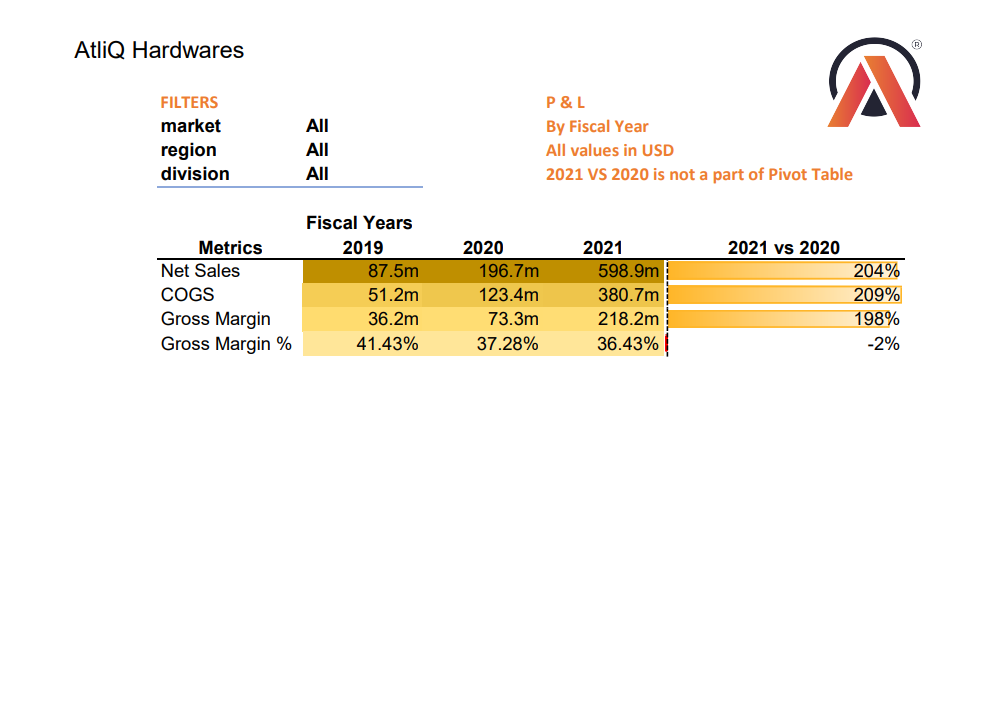 AtliQ Hardwares
®
FILTERS
market All
region All
division All
P & L
By Fiscal Year
All values in USD
2021 VS 2020 is not a part of Pivot Table
Fiscal Years
Metrics 2019 2020 2021 2021 vs 2020
Net Sales 87.5m 196.7m 598.9m 204%
COGS 51.2m 123.4m 380.7m 209%
Gross Margin 36.2m 73.3m 218.2m 198%
Gross Margin % 41.43% 37.28% 36.43% -2%